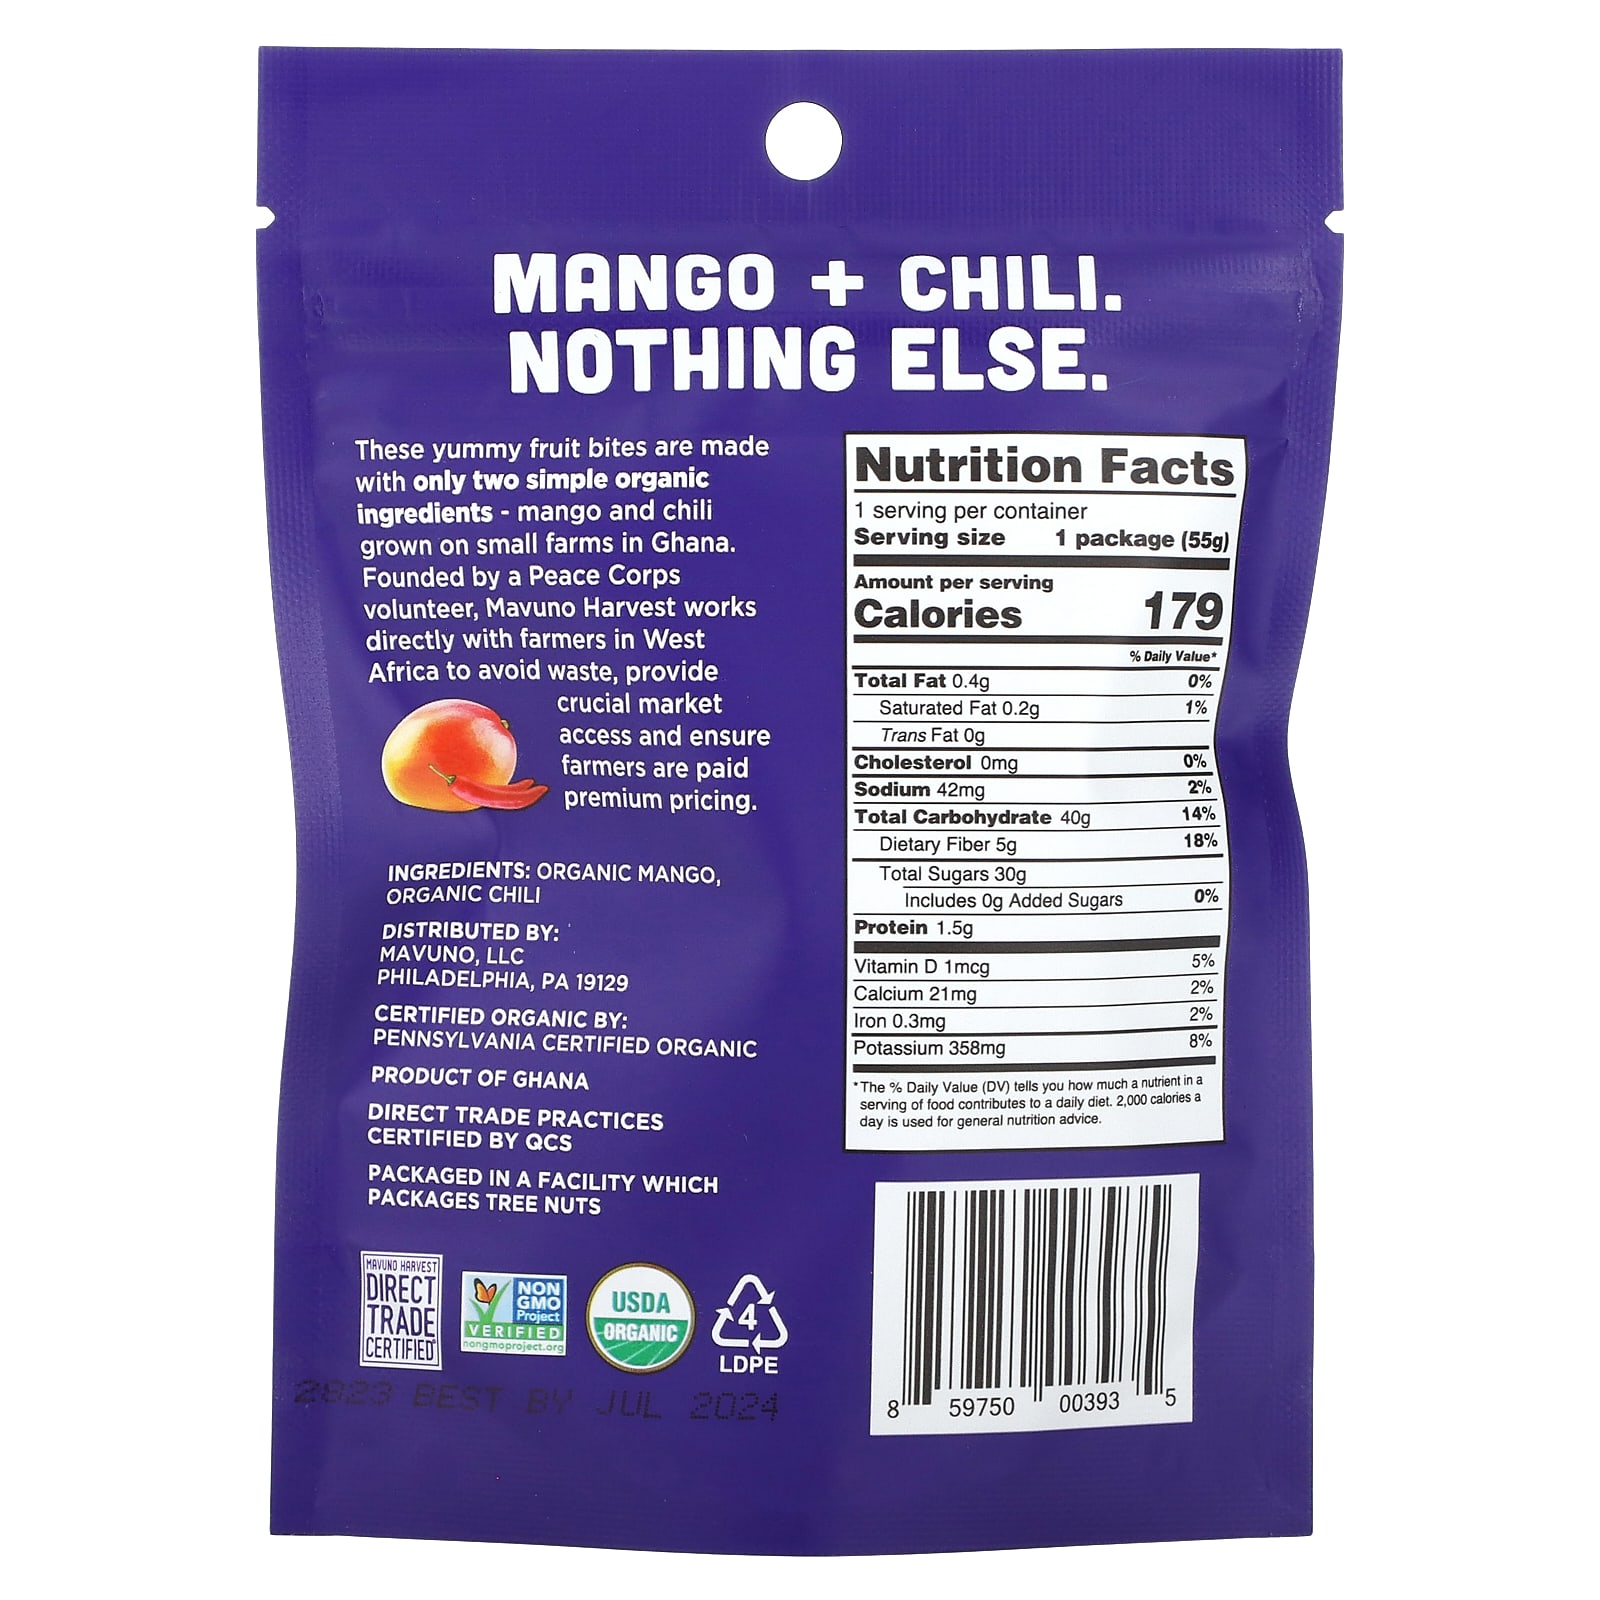 MANGO + CHILI.
NOTHING ELSE.
These yummy fruit bites are made
with only two simple organic
ingredients - mango and chili
grown on small farms in Ghana.
Founded by a Peace Corps
volunteer, Mavuno Harvest works
directly with farmers in West
Africa to avoid waste, provide
crucial market
access and ensure
farmers are paid
premium pricing.
INGREDIENTS: ORGANIC MANGO,
ORGANIC CHILI
DISTRIBUTED BY:
MAVUNO, LLC
PHILADELPHIA, PA 19129
CERTIFIED ORGANIC BY:
PENNSYLVANIA CERTIFIED ORGANIC
PRODUCT OF GHANA
DIRECT TRADE PRACTICES
CERTIFIED BY QCS
PACKAGED IN A FACILITY WHICH
PACKAGES TREE NUTS
MAVUNO HARVEST
DIRECT
TRADE
CERTIFIED
NON
GMO
Project
VERIFIED
nongmoproject.org
USDA
ORGANIC
4
LDPE
2823 BEST BY JUL 2024
Nutrition Facts
1 serving per container
Serving size 1 package (55g)
Amount per serving
Calories 179
% Daily Value*
Total Fat 0.4g 0%
Saturated Fat 0.2g 1%
Trans Fat 0g
Cholesterol 0mg 0%
Sodium 42mg 2%
Total Carbohydrate 40g 14%
Dietary Fiber 5g 18%
Total Sugars 30g
Includes 0g Added Sugars 0%
Protein 1.5g
Vitamin D 1mcg 5%
Calcium 21mg 2%
Iron 0.3mg 2%
Potassium 358mg 8%
*The % Daily Value (DV) tells you how much a nutrient in a
serving of food contributes to a daily diet. 2,000 calories a
day is used for general nutrition advice.
8 59750 00393 5